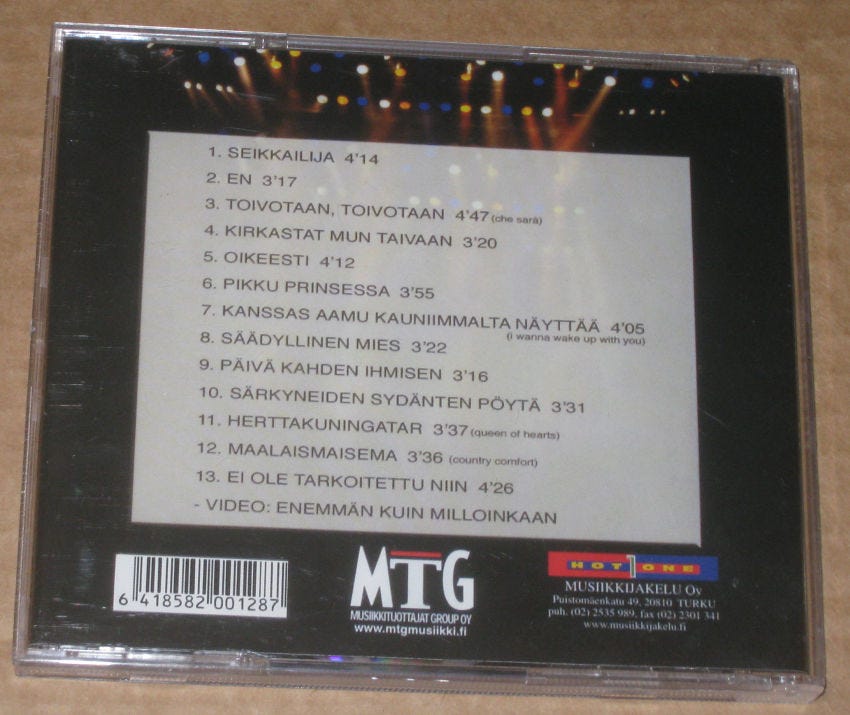 1. SEIKKAILIJA 4'14
2. EN 3'17
3. TOIVOTAAN, TOIVOTAAN 4'47 (che sarà)
4. KIRKASTAT MUN TAIVAAN 3'20
5. OIKEESTI 4'12
6. PIKKU PRINSESSA 3'55
7. KANSSAS AAMU KAUNIIMMALTA NÄYTTÄÄ 4'05
(i wanna wake up with you)
8. SÄÄDYLLINEN MIES 3'22
9. PÄIVÄ KAHDEN IHMISEN 3'16
10. SÄRKYNEIDEN SYDÄNTEN PÖYTÄ 3'31
11. HERTTAKUNINGATAR 3'37 (queen of hearts)
12. MAALAISMAISEMA 3'36 (country comfort)
13. EI OLE TARKOITETTU NIIN 4'26
- VIDEO: ENEMMÄN KUIN MILLOINKAAN
6 418582 001287
MTG
MUSIIKKITUOTTAJAT GROUP OY
www.mtgmusiikki.fi
HOT 1 ONE
MUSIIKKIJAKELU Oy
Puistomäenkatu 49, 20810 TURKU
puh. (02) 2535 989, fax (02) 2301 341
www.musiikkijakelu.fi